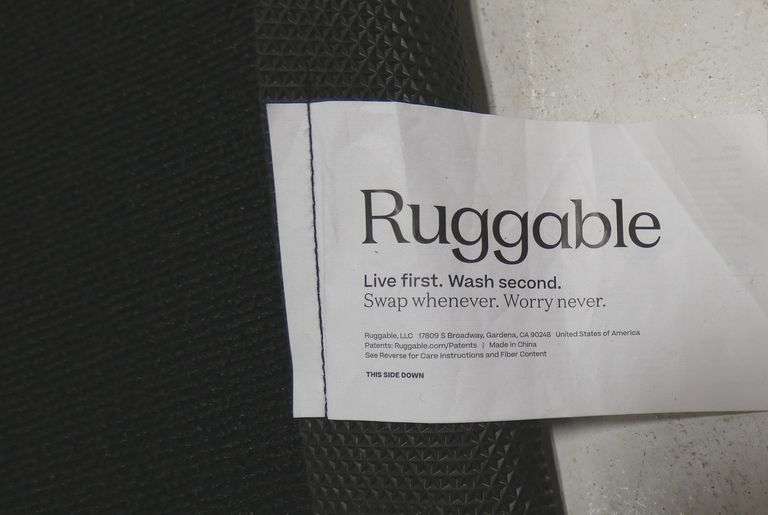 Ruggable
Live first. Wash second.
Swap whenever. Worry never.
Ruggable, LLC 17809 S Broadway, Gardena, CA 90248 United States of America
Patents: Ruggable.com/Patents | Made in China
See Reverse for Care Instructions and Fiber Content
THIS SIDE DOWN